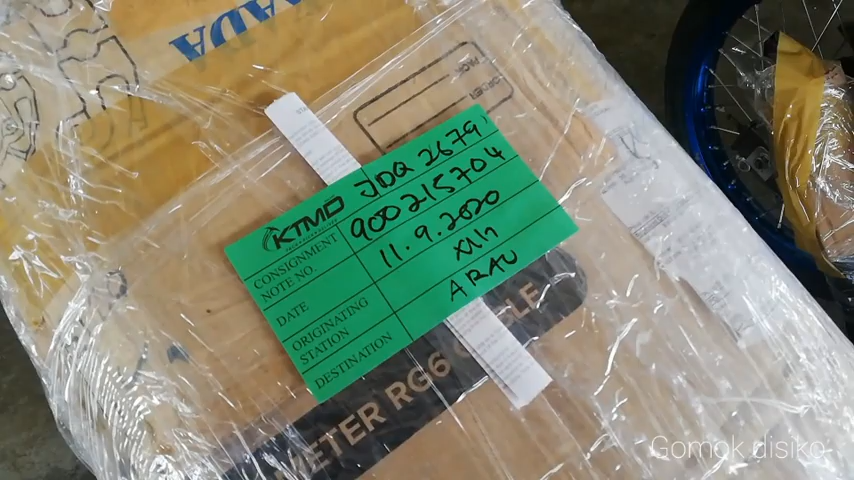 ADA
JDQ 2679
KTMD
CONSIGNMENT NOTE NO. 900215704
DATE 11.9.2020
ORIGINATING STATION
DESTINATION ARAU
METER RG6
Gomok disiko